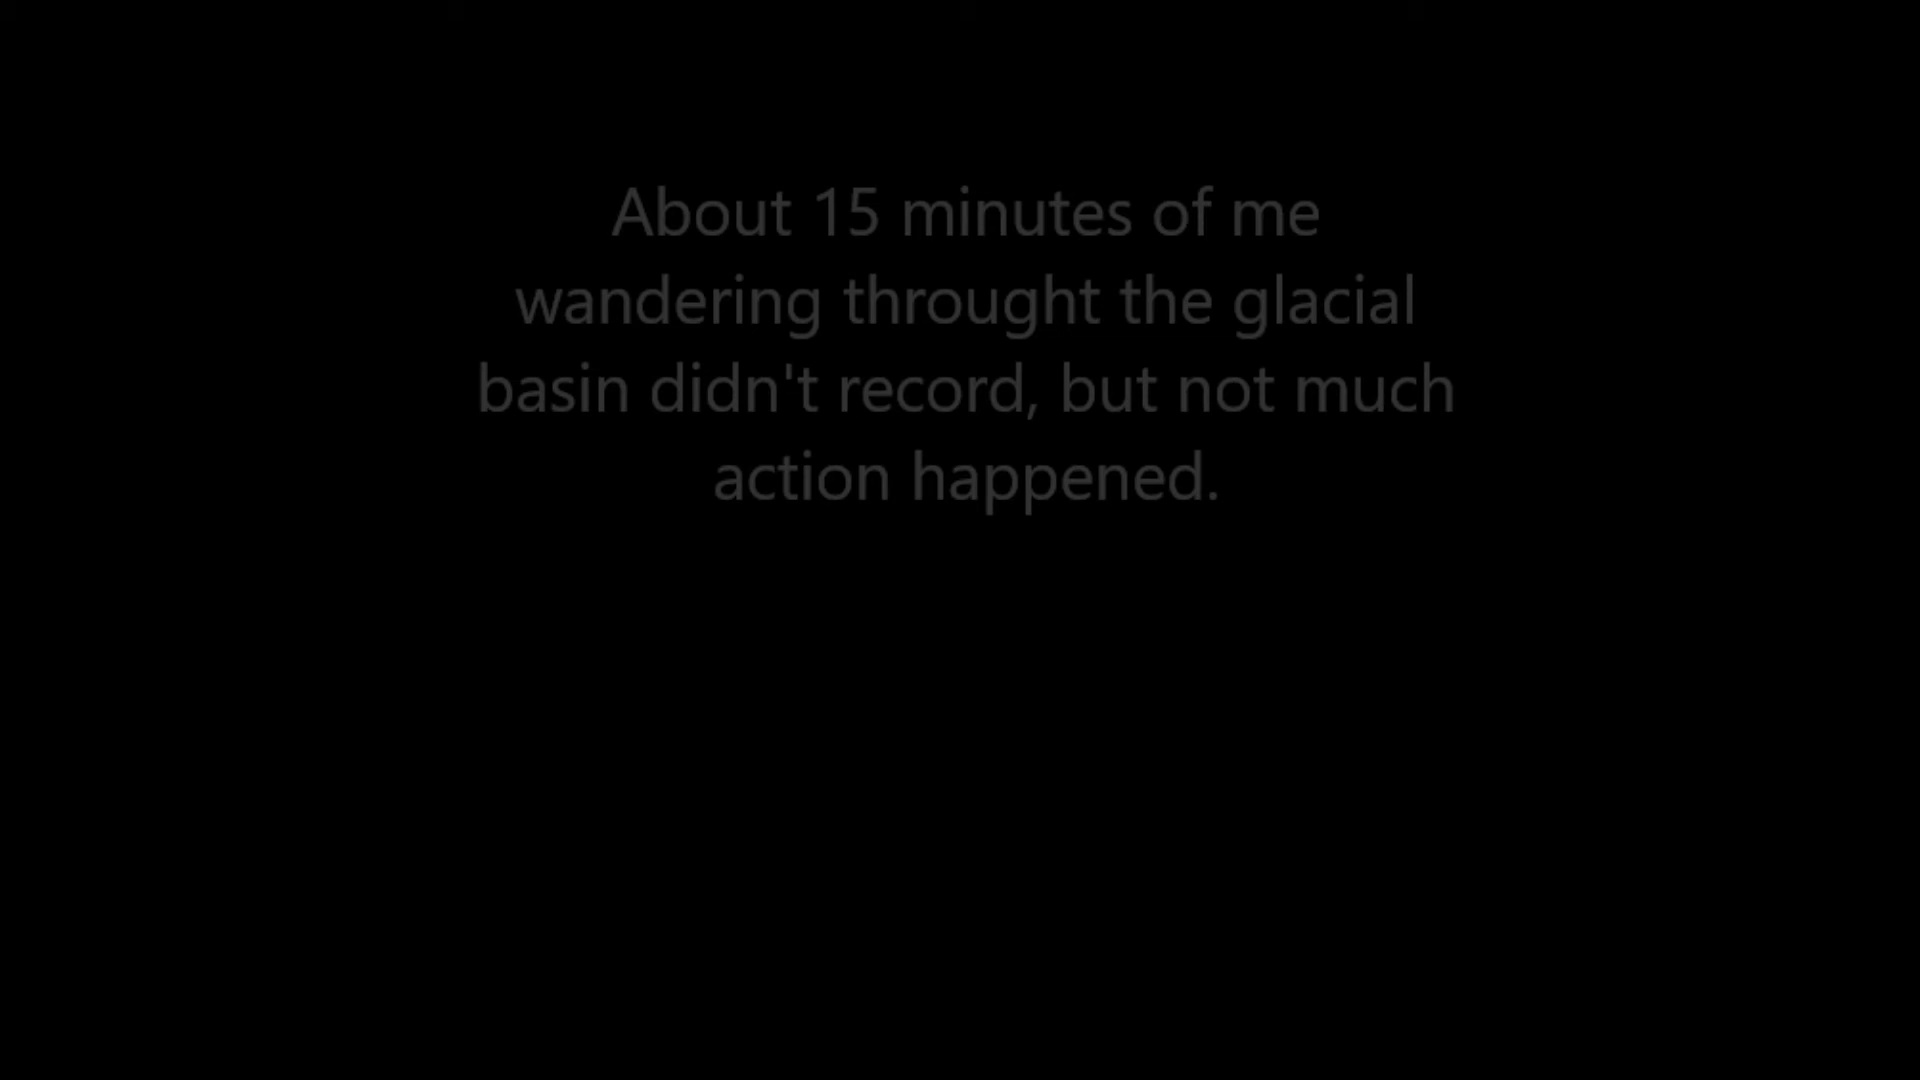 About 15 minutes of me
wandering throught the glacial
basin didn't record, but not much
action happened.